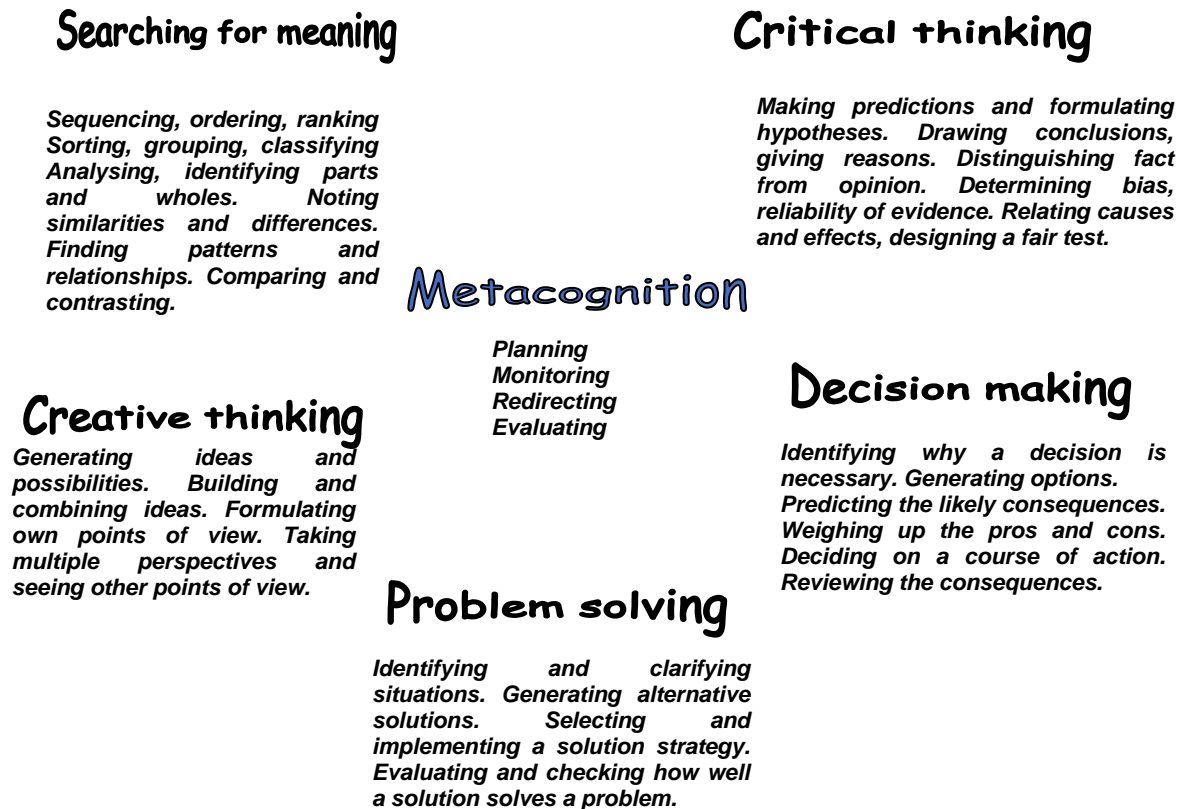 Searching for meaning
Sequencing, ordering, ranking
Sorting, grouping, classifying
Analysing, identifying parts
and wholes. Noting
similarities and differences.
Finding patterns and
relationships. Comparing and
contrasting.
Critical thinking
Making predictions and formulating
hypotheses. Drawing conclusions,
giving reasons. Distinguishing fact
from opinion. Determining bias,
reliability of evidence. Relating causes
and effects, designing a fair test.
Metacognition
Planning
Monitoring
Redirecting
Evaluating
Creative thinking
Generating ideas and
possibilities. Building and
combining ideas. Formulating
own points of view. Taking
multiple perspectives and
seeing other points of view.
Decision making
Identifying why a decision is
necessary. Generating options.
Predicting the likely consequences.
Weighing up the pros and cons.
Deciding on a course of action.
Reviewing the consequences.
Problem solving
Identifying and clarifying
situations. Generating alternative
solutions. Selecting and
implementing a solution strategy.
Evaluating and checking how well
a solution solves a problem.